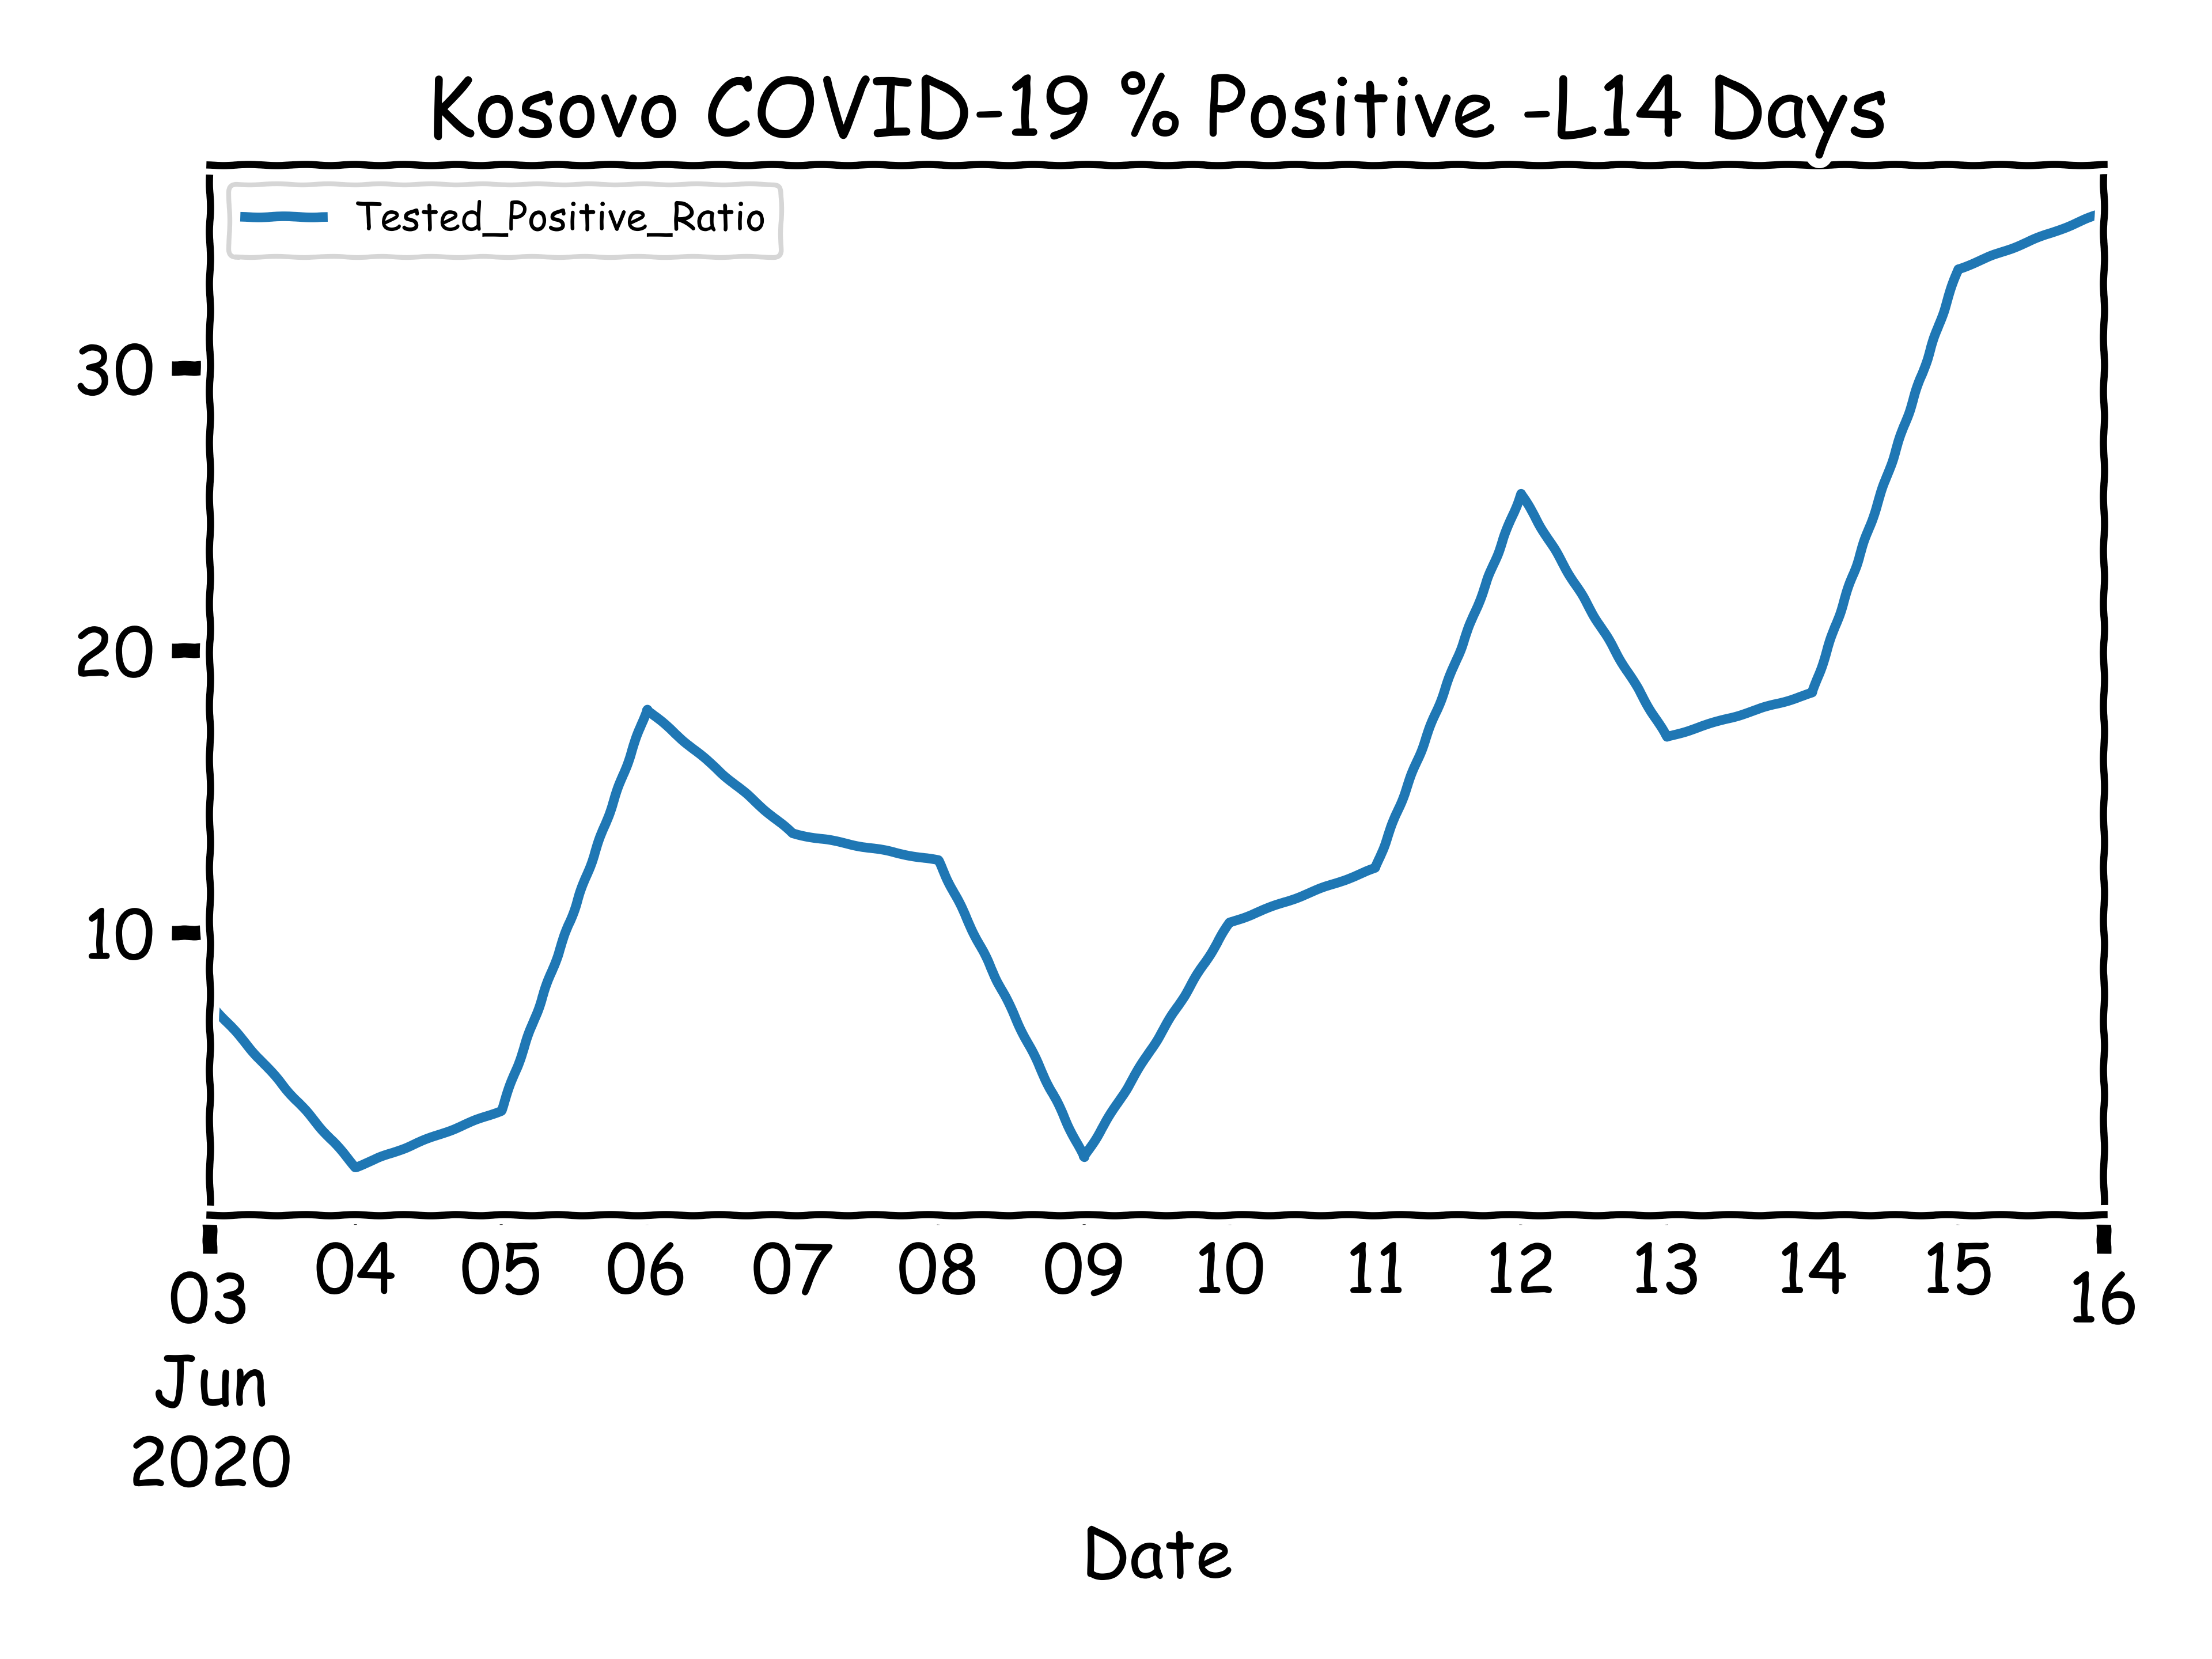 Kosovo COVID-19 % Positive -L14 Days
Tested_Positive_Ratio
30
20
10
03 04 05 06 07 08 09 10 11 12 13 14 15 16
Jun
2020
Date